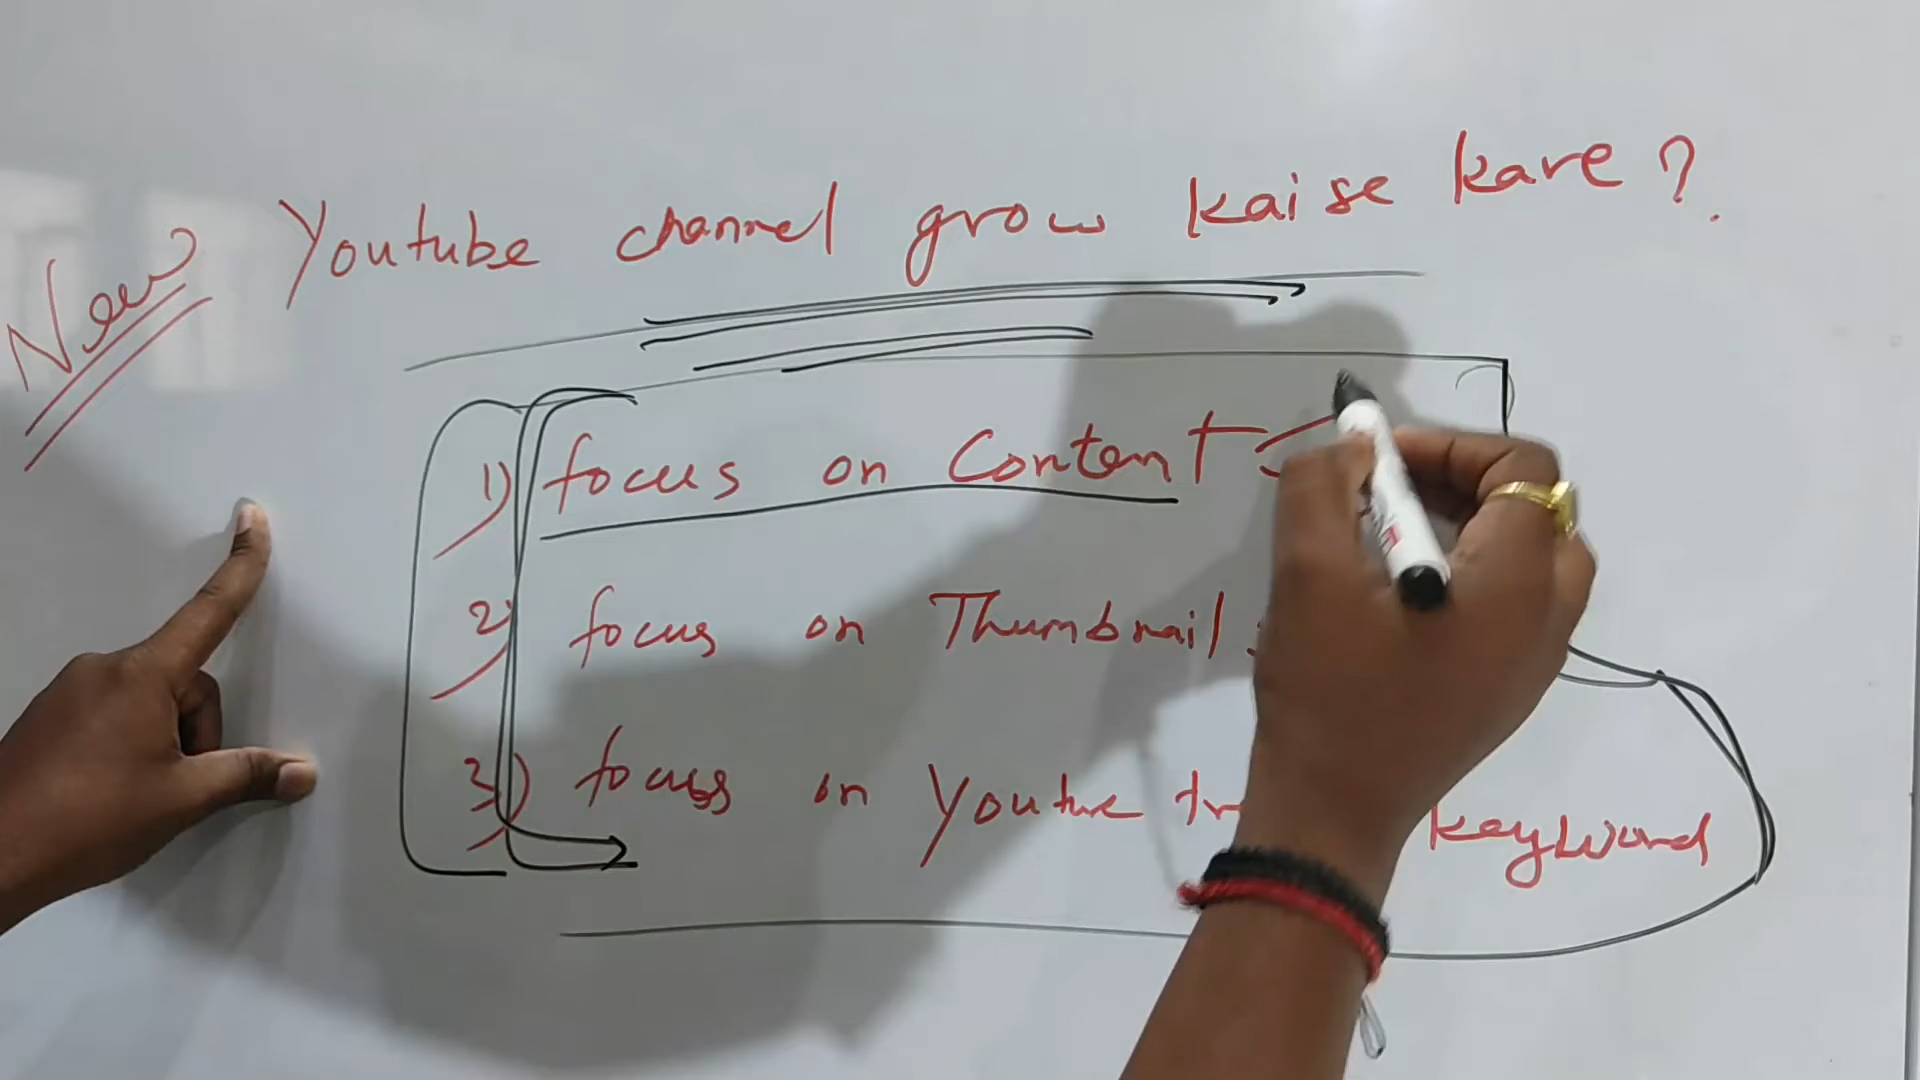 New Youtube channel grow kaise kare ?
1) focus on Content
2) focus on Thumbnail
3) focus on Youtube keyword